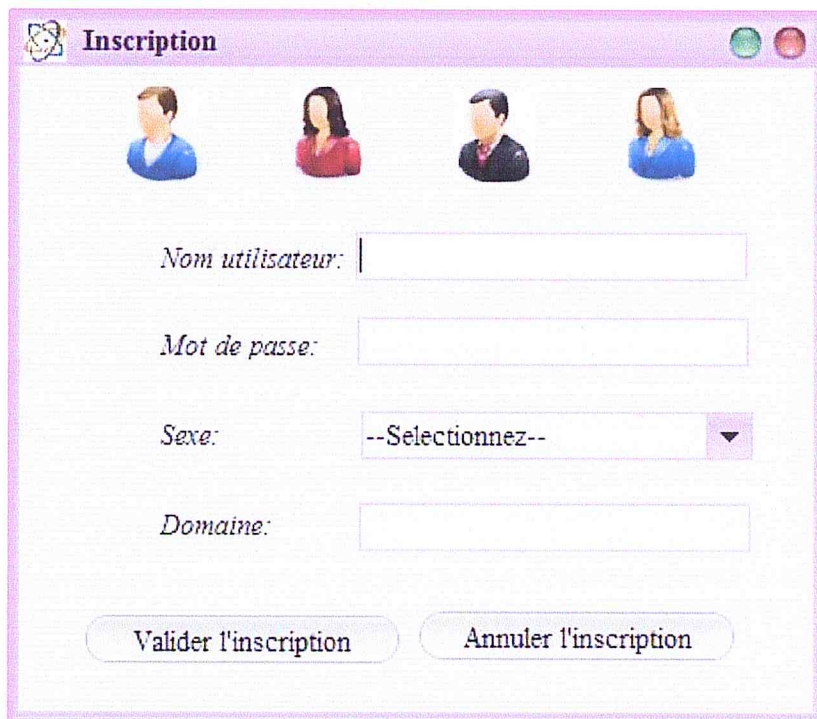 Inscription
Nom utilisateur:
Mot de passe:
Sexe: --Selectionnez--
Domaine:
Valider l'inscription Annuler l'inscription